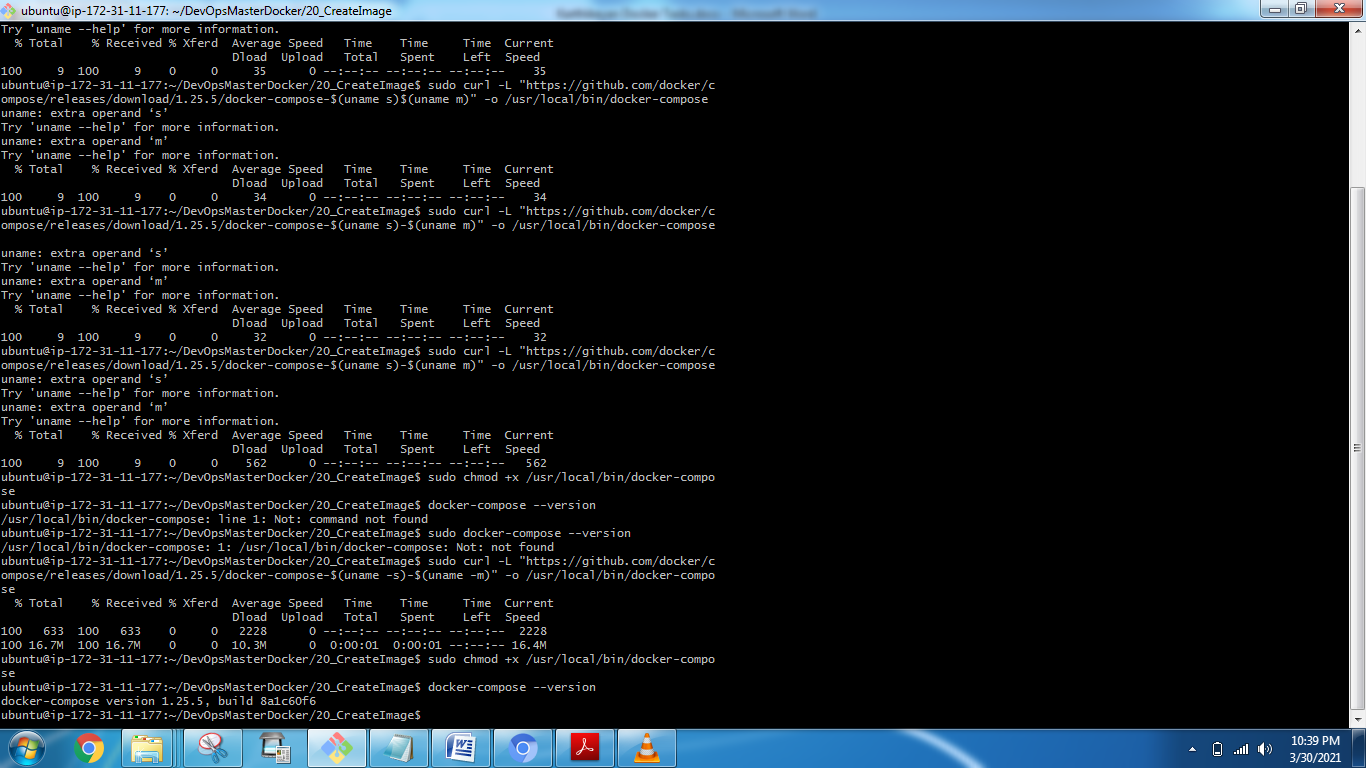 ubuntu@ip-172-31-11-177: ~/DevOpsMasterDocker/20_CreateImage
Try 'uname --help' for more information.
  % Total    % Received % Xferd  Average Speed   Time    Time     Time  Current
                                 Dload  Upload   Total   Spent    Left  Speed
100     9  100     9    0     0     35      0 --:--:-- --:--:-- --:--:--    35
ubuntu@ip-172-31-11-177:~/DevOpsMasterDocker/20_CreateImage$ sudo curl -L "https://github.com/docker/c
ompose/releases/download/1.25.5/docker-compose-$(uname s)$(uname m)" -o /usr/local/bin/docker-compose
uname: extra operand ‘s’
Try 'uname --help' for more information.
uname: extra operand ‘m’
Try 'uname --help' for more information.
  % Total    % Received % Xferd  Average Speed   Time    Time     Time  Current
                                 Dload  Upload   Total   Spent    Left  Speed
100     9  100     9    0     0     34      0 --:--:-- --:--:-- --:--:--    34
ubuntu@ip-172-31-11-177:~/DevOpsMasterDocker/20_CreateImage$ sudo curl -L "https://github.com/docker/c
ompose/releases/download/1.25.5/docker-compose-$(uname s)-$(uname m)" -o /usr/local/bin/docker-compose
uname: extra operand ‘s’
Try 'uname --help' for more information.
uname: extra operand ‘m’
Try 'uname --help' for more information.
  % Total    % Received % Xferd  Average Speed   Time    Time     Time  Current
                                 Dload  Upload   Total   Spent    Left  Speed
100     9  100     9    0     0     32      0 --:--:-- --:--:-- --:--:--    32
ubuntu@ip-172-31-11-177:~/DevOpsMasterDocker/20_CreateImage$ sudo curl -L "https://github.com/docker/c
ompose/releases/download/1.25.5/docker-compose-$(uname s)-$(uname m)" -o /usr/local/bin/docker-compose
uname: extra operand ‘s’
Try 'uname --help' for more information.
uname: extra operand ‘m’
Try 'uname --help' for more information.
  % Total    % Received % Xferd  Average Speed   Time    Time     Time  Current
                                 Dload  Upload   Total   Spent    Left  Speed
100     9  100     9    0     0    562      0 --:--:-- --:--:-- --:--:--   562
ubuntu@ip-172-31-11-177:~/DevOpsMasterDocker/20_CreateImage$ sudo chmod +x /usr/local/bin/docker-compo
se
ubuntu@ip-172-31-11-177:~/DevOpsMasterDocker/20_CreateImage$ docker-compose --version
/usr/local/bin/docker-compose: line 1: Not: command not found
ubuntu@ip-172-31-11-177:~/DevOpsMasterDocker/20_CreateImage$ sudo docker-compose --version
/usr/local/bin/docker-compose: 1: /usr/local/bin/docker-compose: Not: not found
ubuntu@ip-172-31-11-177:~/DevOpsMasterDocker/20_CreateImage$ sudo curl -L "https://github.com/docker/c
ompose/releases/download/1.25.5/docker-compose-$(uname -s)-$(uname -m)" -o /usr/local/bin/docker-compo
se
  % Total    % Received % Xferd  Average Speed   Time    Time     Time  Current
                                 Dload  Upload   Total   Spent    Left  Speed
100   633  100   633    0     0   2228      0 --:--:-- --:--:-- --:--:--  2228
100 16.7M  100 16.7M    0     0  10.3M      0  0:00:01  0:00:01 --:--:-- 16.4M
ubuntu@ip-172-31-11-177:~/DevOpsMasterDocker/20_CreateImage$ sudo chmod +x /usr/local/bin/docker-compo
se
ubuntu@ip-172-31-11-177:~/DevOpsMasterDocker/20_CreateImage$ docker-compose --version
docker-compose version 1.25.5, build 8a1c60f6
ubuntu@ip-172-31-11-177:~/DevOpsMasterDocker/20_CreateImage$
10:39 PM
3/30/2021